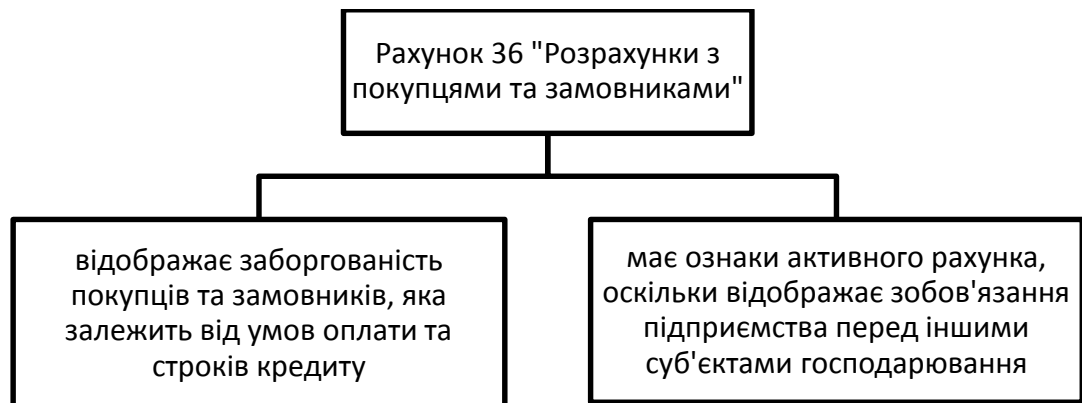 Рахунок 36 "Розрахунки з
покупцями та замовниками"
відображає заборгованість
покупців та замовників, яка
залежить від умов оплати та
строків кредиту
має ознаки активного рахунка,
оскільки відображає зобов'язання
підприємства перед іншими
суб'єктами господарювання